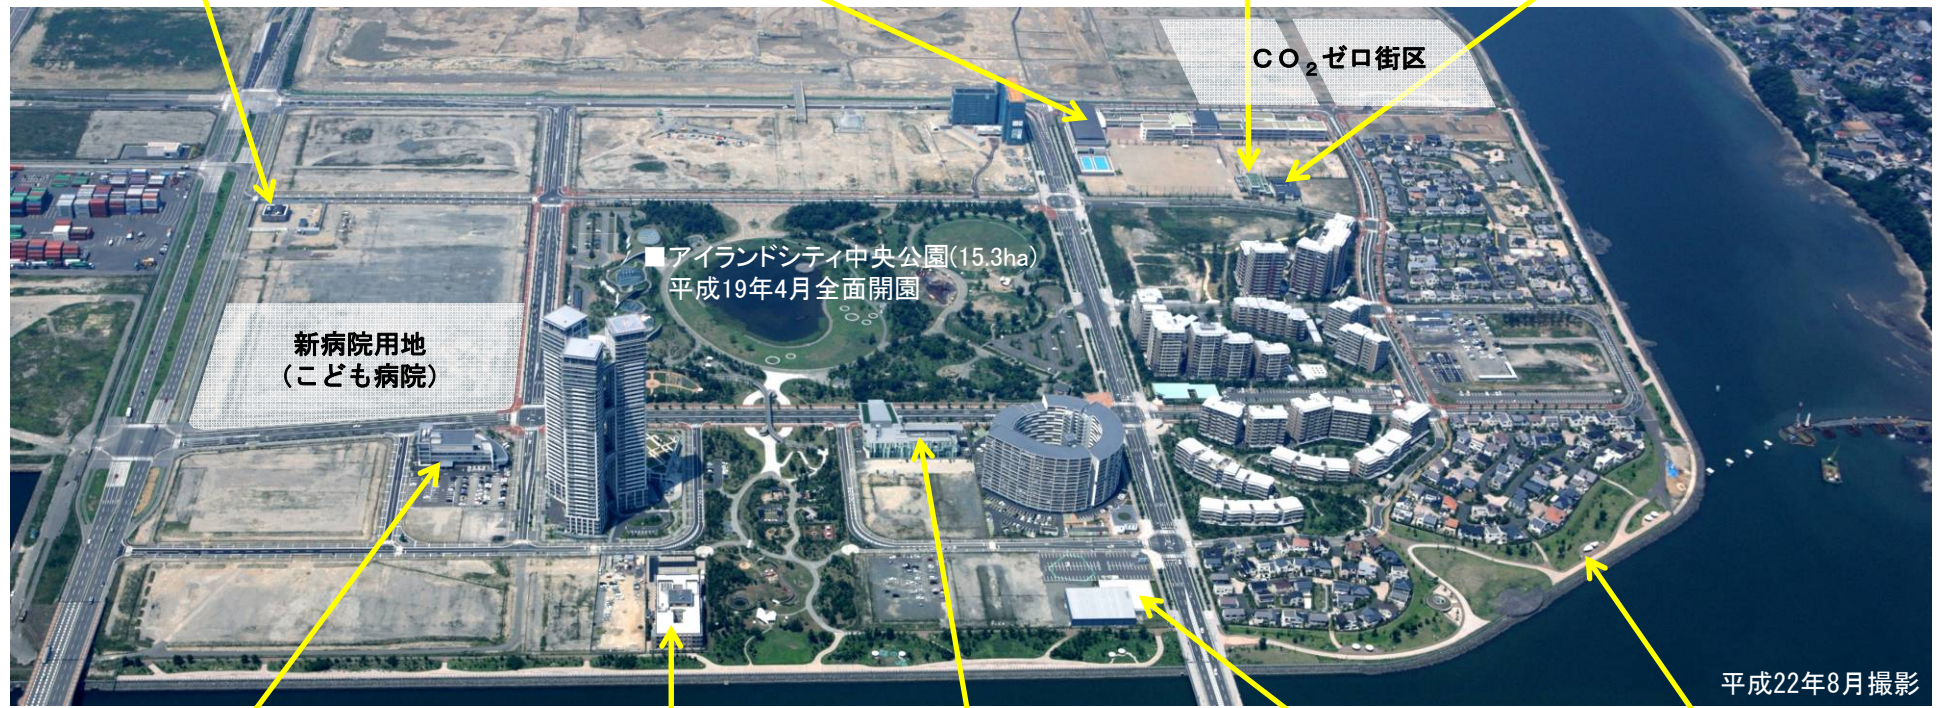 CO₂ゼロ街区
■アイランドシティ中央公園(15.3ha)
平成19年4月全面開園
新病院用地
（こども病院）
平成22年8月撮影